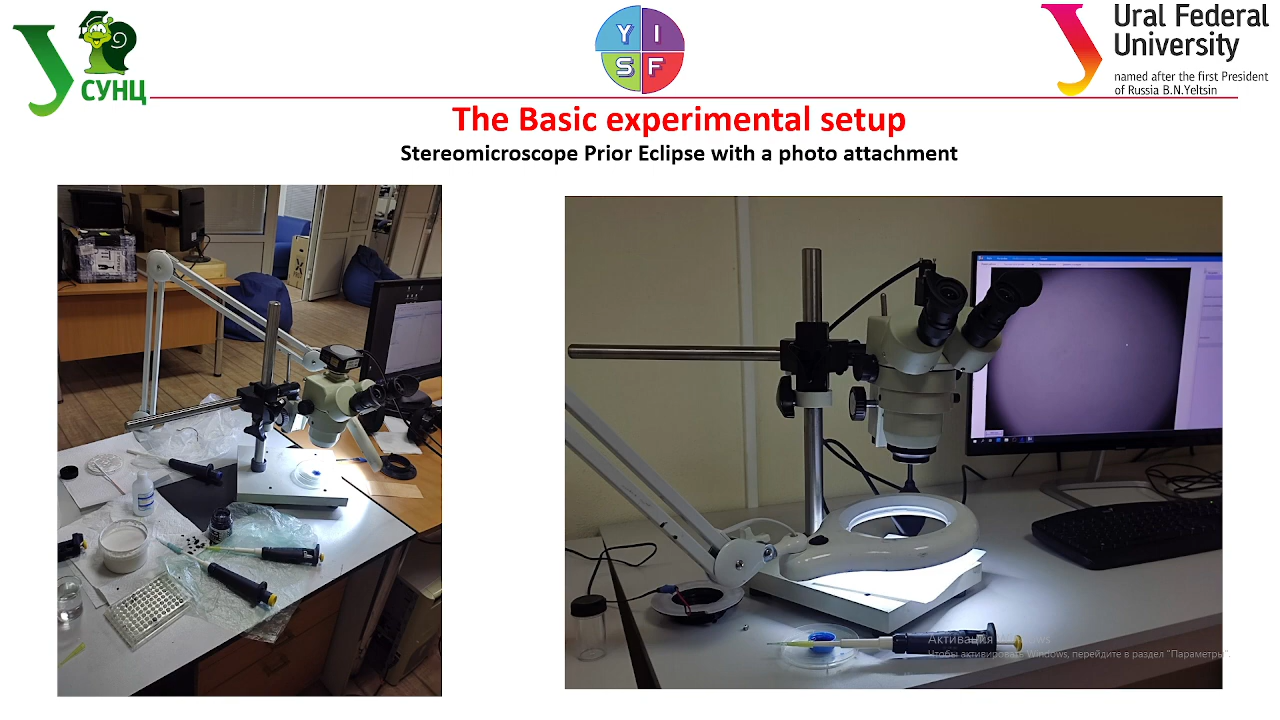 У СУНЦ
Y I
S F
Ural Federal
University
named after the first President
of Russia B.N.Yeltsin
The Basic experimental setup
Stereomicroscope Prior Eclipse with a photo attachment
Активация Windows
Чтобы активировать Windows, перейдите в раздел "Параметры".